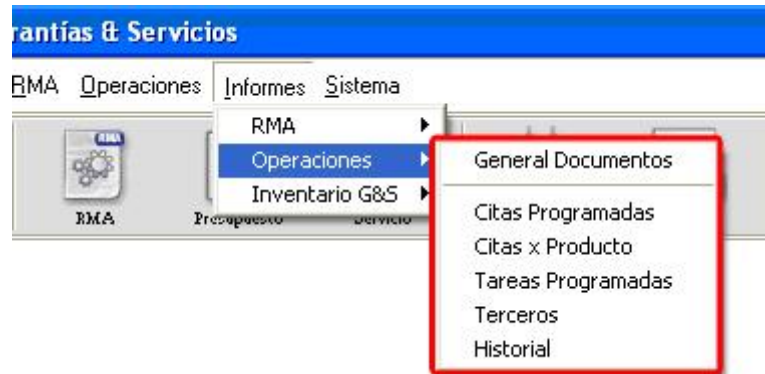 rantías & Servicios
RMA Operaciones Informes Sistema
RMA
Operaciones
Inventario G&S
General Documentos
Citas Programadas
Citas x Producto
Tareas Programadas
Terceros
Historial
RMA